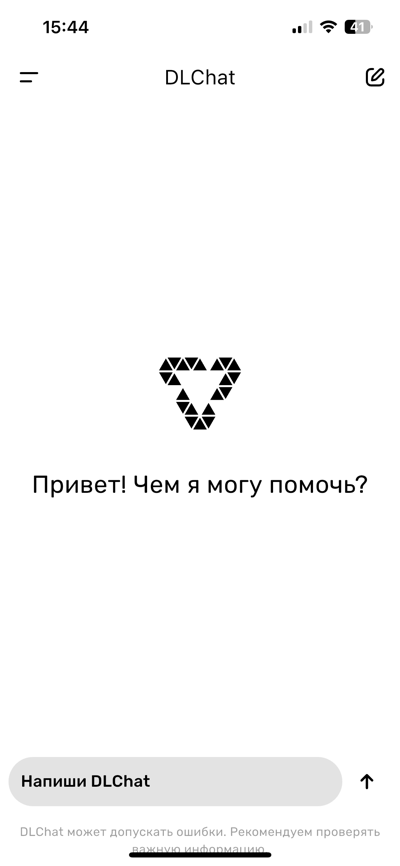 15:44
41
DLChat
Привет! Чем я могу помочь?
Напиши DLChat
DLChat может допускать ошибки. Рекомендуем проверять
важную информацию.